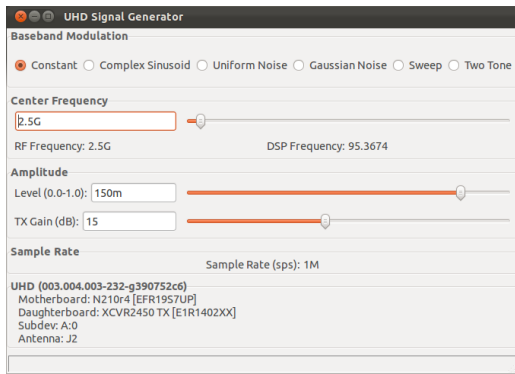 UHD Signal Generator
Baseband Modulation
Constant Complex Sinusoid Uniform Noise Gaussian Noise Sweep Two Tone
Center Frequency
2.5G
RF Frequency: 2.5G DSP Frequency: 95.3674
Amplitude
Level (0.0-1.0): 150m
TX Gain (dB): 15
Sample Rate
Sample Rate (sps): 1M
UHD (003.004.003-232-g390752c6)
Motherboard: N210r4 [EFR19S7UP]
Daughterboard: XCVR2450 TX [E1R1402XX]
Subdev: A:0
Antenna: J2